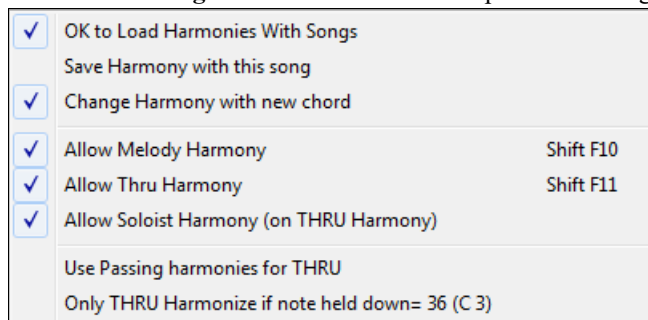 OK to Load Harmonies With Songs
Save Harmony with this song
Change Harmony with new chord
Allow Melody Harmony Shift F10
Allow Thru Harmony Shift F11
Allow Soloist Harmony (on THRU Harmony)
Use Passing harmonies for THRU
Only THRU Harmonize if note held down= 36 (C 3)